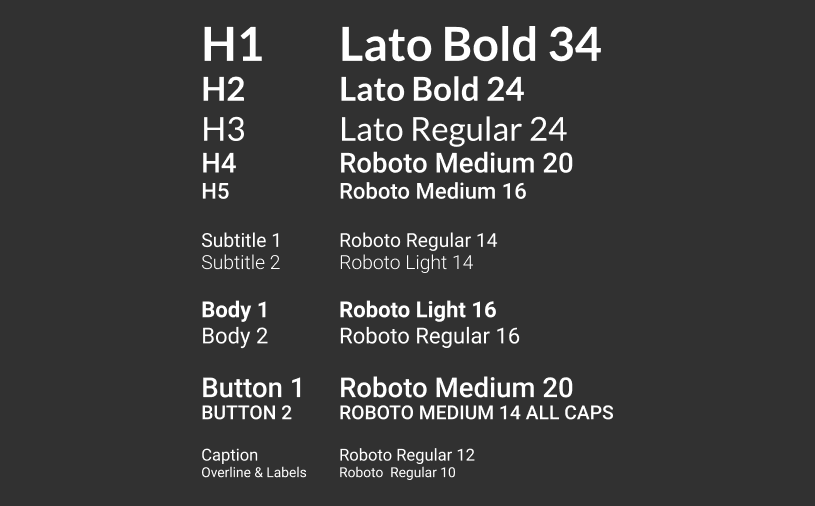 H1 Lato Bold 34
H2 Lato Bold 24
H3 Lato Regular 24
H4 Roboto Medium 20
H5 Roboto Medium 16
Subtitle 1 Roboto Regular 14
Subtitle 2 Roboto Light 14
Body 1 Roboto Light 16
Body 2 Roboto Regular 16
Button 1 Roboto Medium 20
BUTTON 2 ROBOTO MEDIUM 14 ALL CAPS
Caption Roboto Regular 12
Overline & Labels Roboto Regular 10